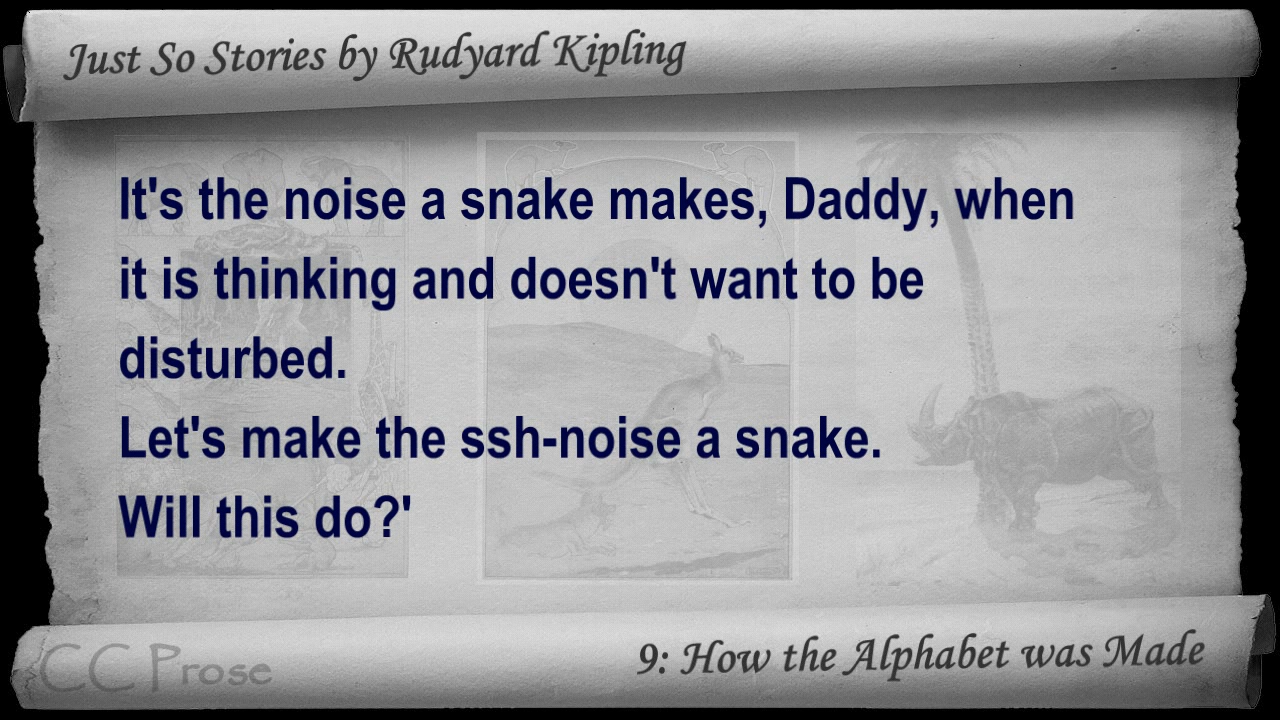 Just So Stories by Rudyard Kipling
It's the noise a snake makes, Daddy, when
it is thinking and doesn't want to be
disturbed.
Let's make the ssh-noise a snake.
Will this do?'
CC Prose
9: How the Alphabet was Made